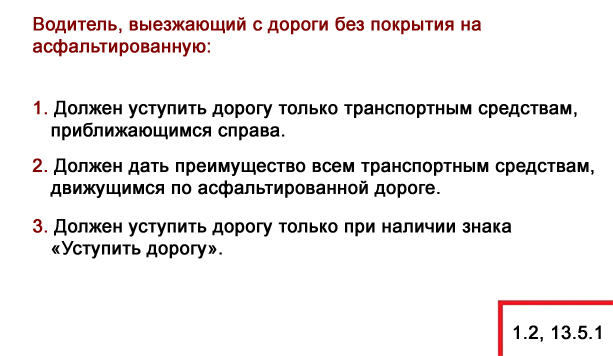 Водитель, выезжающий с дороги без покрытия на
асфальтированную:
1. Должен уступить дорогу только транспортным средствам,
приближающимся справа.
2. Должен дать преимущество всем транспортным средствам,
движущимся по асфальтированной дороге.
3. Должен уступить дорогу только при наличии знака
«Уступить дорогу».
1.2, 13.5.1